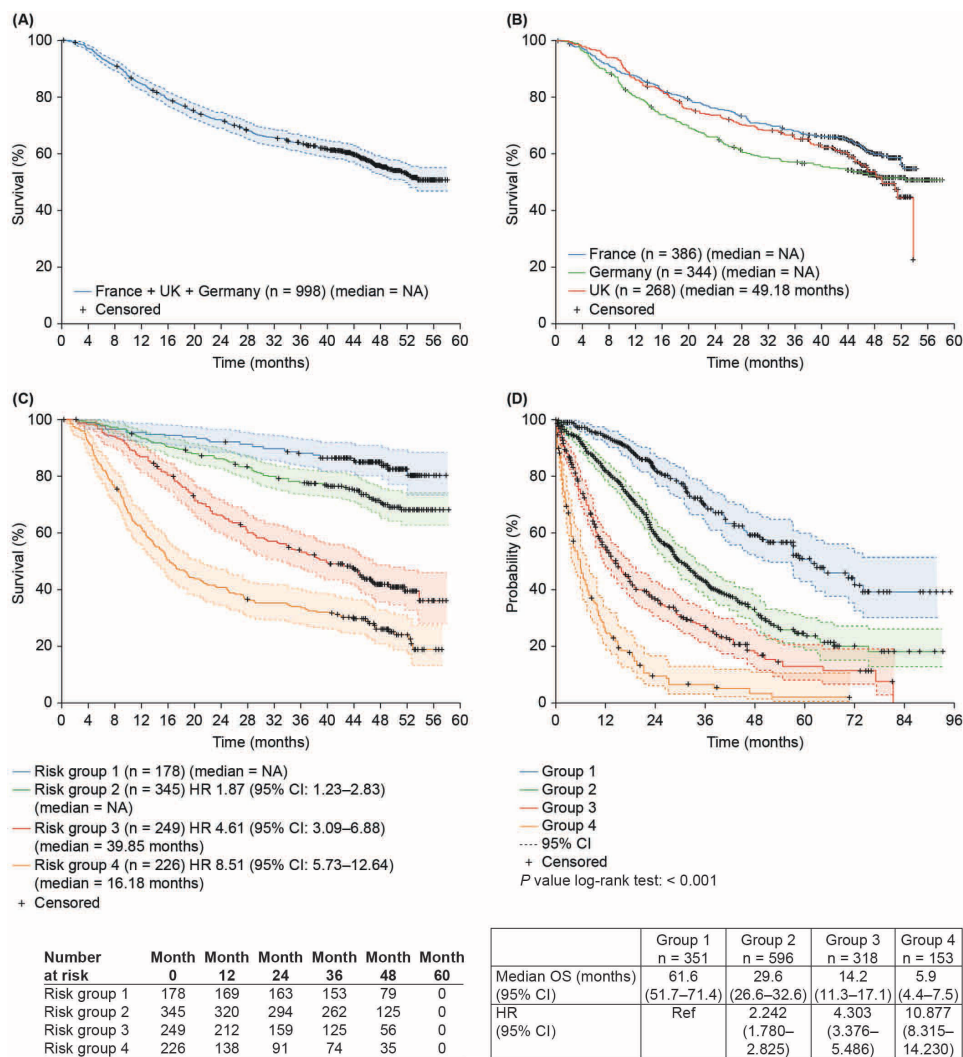 (A)
100
80
60
40
20
0
Survival (%)
France + UK + Germany (n = 998) (median = NA)
+ Censored
0 4 8 12 16 20 24 28 32 36 40 44 48 52 56 60
Time (months)
(B)
100
80
60
40
20
0
Survival (%)
France (n = 386) (median = NA)
Germany (n = 344) (median = NA)
UK (n = 268) (median = 49.18 months)
+ Censored
0 4 8 12 16 20 24 28 32 36 40 44 48 54 56 60
Time (months)
(C)
100
80
60
40
20
0
Survival (%)
0 4 8 12 16 20 24 28 32 36 40 44 48 52 56 60
Time (months)
Risk group 1 (n = 178) (median = NA)
Risk group 2 (n = 345) HR 1.87 (95% CI: 1.23–2.83)
(median = NA)
Risk group 3 (n = 249) HR 4.61 (95% CI: 3.09–6.88)
(median = 39.85 months)
Risk group 4 (n = 226) HR 8.51 (95% CI: 5.73–12.64)
(median = 16.18 months)
+ Censored
(D)
100
80
60
40
20
0
Probability (%)
0 12 24 36 48 60 72 84 96
Time (months)
Group 1
Group 2
Group 3
Group 4
95% CI
+ Censored
P value log-rank test: < 0.001
Number Month Month Month Month Month Month
at risk 0 12 24 36 48 60
Risk group 1 178 169 163 153 79 0
Risk group 2 345 320 294 262 125 0
Risk group 3 249 212 159 125 56 0
Risk group 4 226 138 91 74 35 0
Group 1 Group 2 Group 3 Group 4
n = 351 n = 596 n = 318 n = 153
Median OS (months) 61.6 29.6 14.2 5.9
(95% CI) (51.7–71.4) (26.6–32.6) (11.3–17.1) (4.4–7.5)
HR Ref 2.242 4.303 10.877
(95% CI) (1.780– (3.376– (8.315–
2.825) 5.486) 14.230)